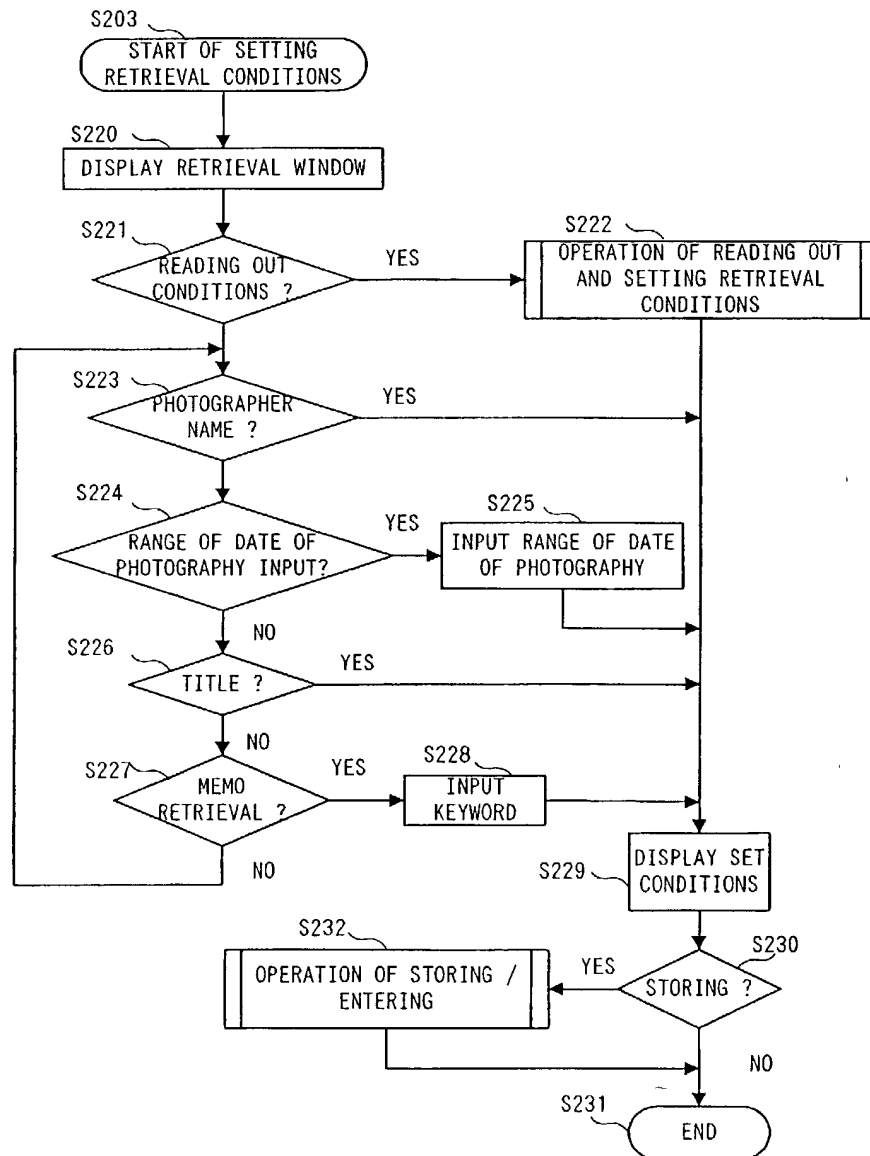 S203
START OF SETTING
RETRIEVAL CONDITIONS
S220
DISPLAY RETRIEVAL WINDOW
S221
READING OUT
CONDITIONS ?
YES
S222
OPERATION OF READING OUT
AND SETTING RETRIEVAL
CONDITIONS
S223
PHOTOGRAPHER
NAME ?
YES
S224
RANGE OF DATE OF
PHOTOGRAPHY INPUT?
YES
S225
INPUT RANGE OF DATE
OF PHOTOGRAPHY
NO
S226
TITLE ?
YES
NO
S227
MEMO
RETRIEVAL ?
YES
S228
INPUT
KEYWORD
NO
S229
DISPLAY SET
CONDITIONS
S230
STORING ?
YES
S232
OPERATION OF STORING /
ENTERING
NO
S231
END